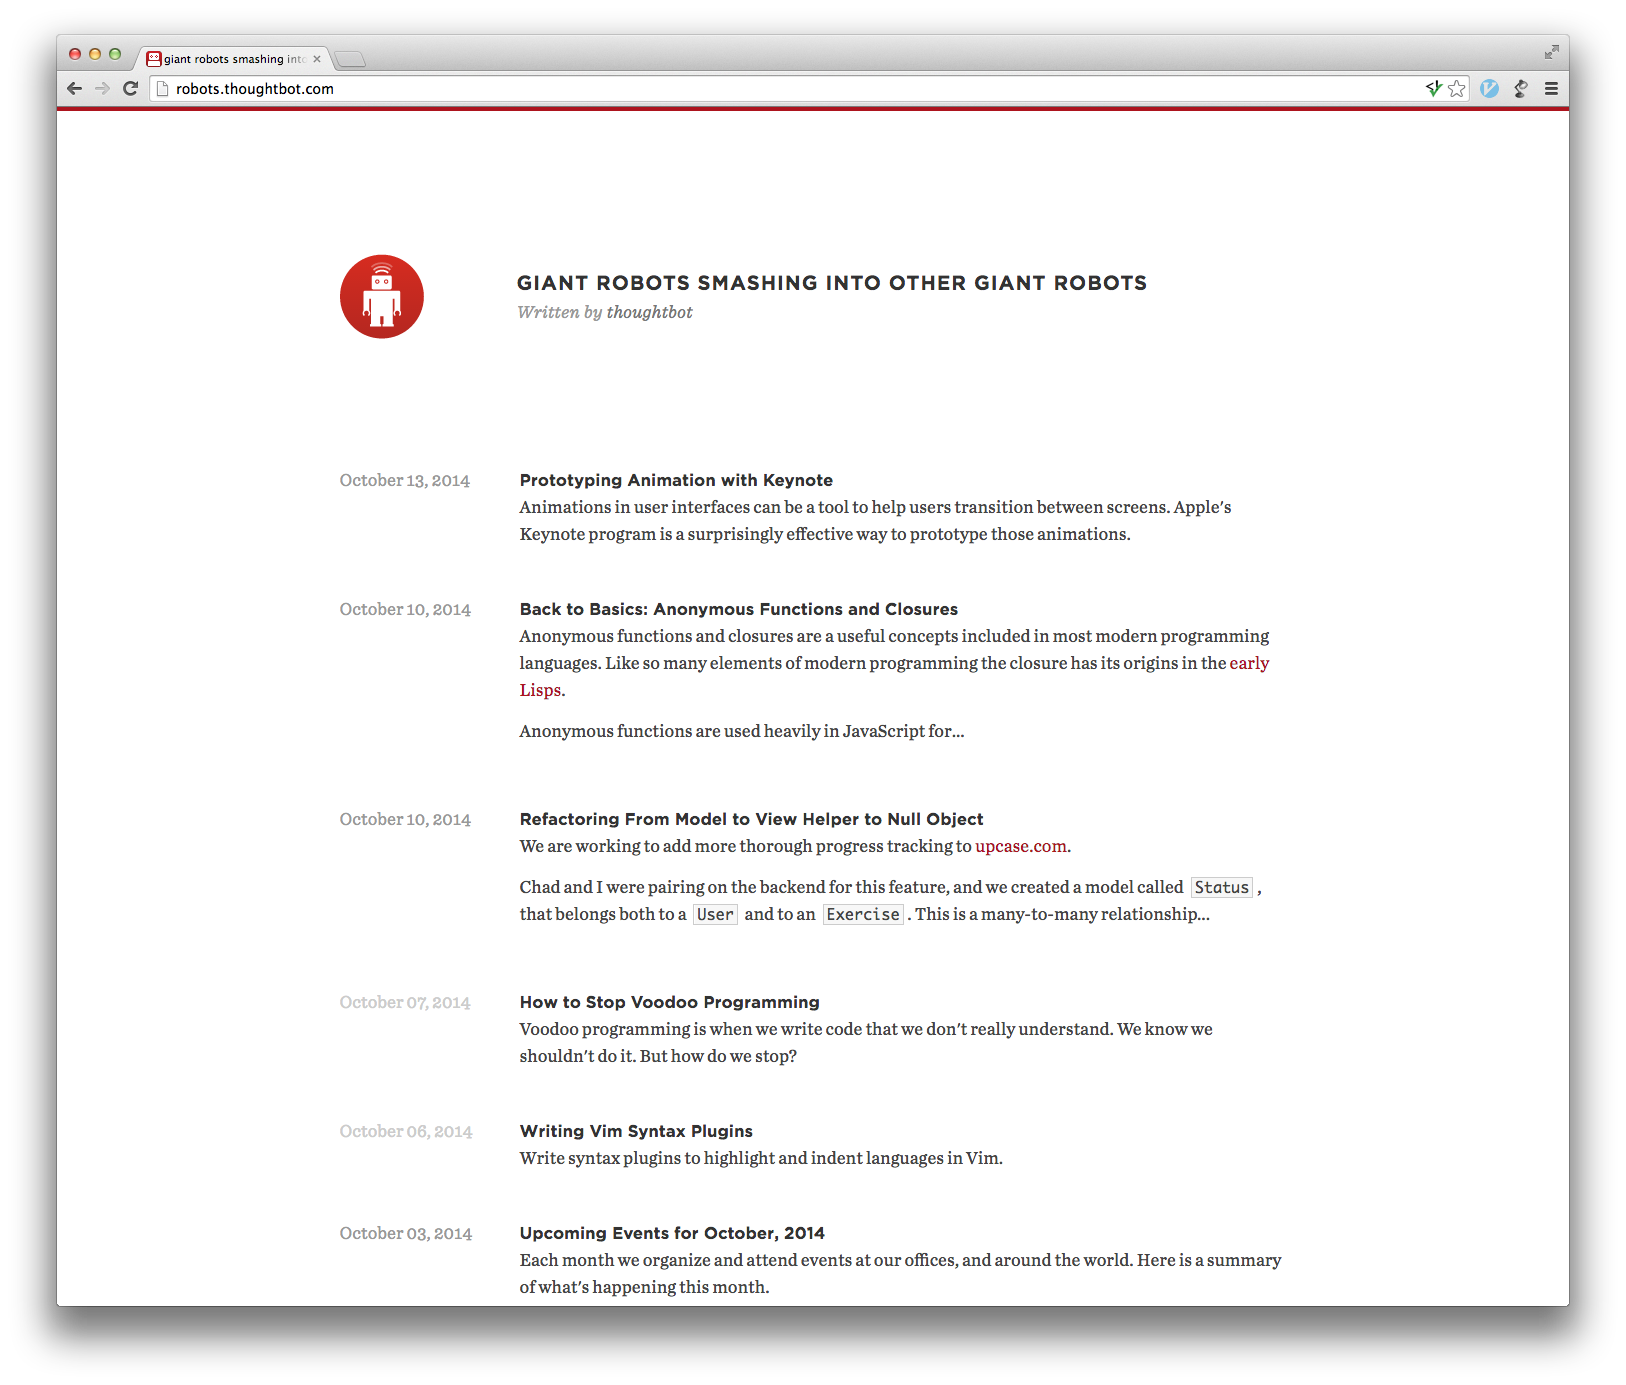 giant robots smashing into
robots.thoughtbot.com
GIANT ROBOTS SMASHING INTO OTHER GIANT ROBOTS
Written by thoughtbot
October 13, 2014
Prototyping Animation with Keynote
Animations in user interfaces can be a tool to help users transition between screens. Apple's
Keynote program is a surprisingly effective way to prototype those animations.
October 10, 2014
Back to Basics: Anonymous Functions and Closures
Anonymous functions and closures are a useful concepts included in most modern programming
languages. Like so many elements of modern programming the closure has its origins in the early
Lisps.
Anonymous functions are used heavily in JavaScript for...
October 10, 2014
Refactoring From Model to View Helper to Null Object
We are working to add more thorough progress tracking to upcase.com.
Chad and I were pairing on the backend for this feature, and we created a model called Status ,
that belongs both to a User and to an Exercise . This is a many-to-many relationship...
October 07, 2014
How to Stop Voodoo Programming
Voodoo programming is when we write code that we don't really understand. We know we
shouldn't do it. But how do we stop?
October 06, 2014
Writing Vim Syntax Plugins
Write syntax plugins to highlight and indent languages in Vim.
October 03, 2014
Upcoming Events for October, 2014
Each month we organize and attend events at our offices, and around the world. Here is a summary
of what's happening this month.